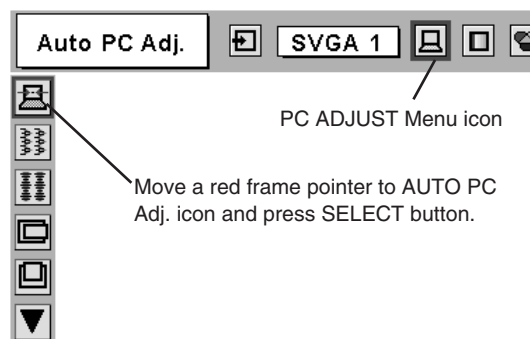 Auto PC Adj.
SVGA 1
PC ADJUST Menu icon
Move a red frame pointer to AUTO PC
Adj. icon and press SELECT button.